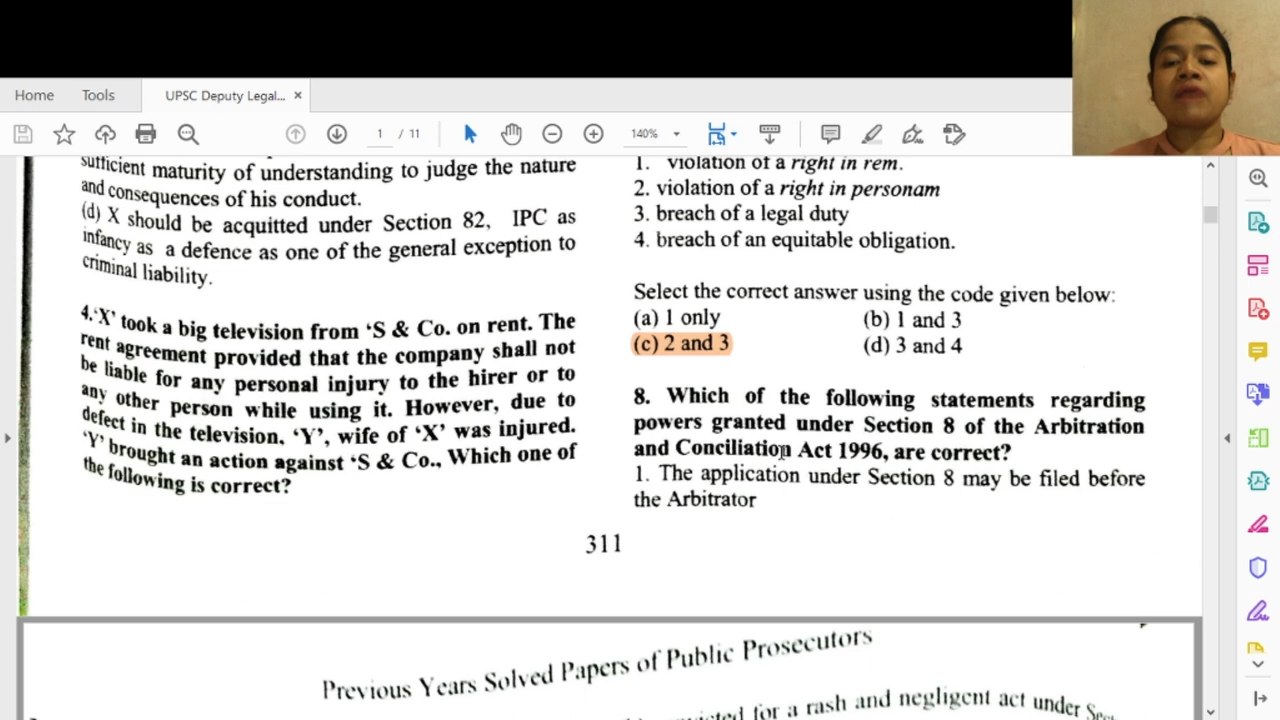 Home
Tools
UPSC Deputy Legal...
1 / 11
140%
sufficient maturity of understanding to judge the nature
and consequences of his conduct.
(d) X should be acquitted under Section 82, IPC as
infancy as a defence as one of the general exception to
criminal liability.
4.‘X’ took a big television from ‘S & Co. on rent. The
rent agreement provided that the company shall not
be liable for any personal injury to the hirer or to
any other person while using it. However, due to
defect in the television, ‘Y’, wife of ‘X’ was injured.
‘Y’ brought an action against ‘S & Co., Which one of
the following is correct?
1. violation of a right in rem.
2. violation of a right in personam
3. breach of a legal duty
4. breach of an equitable obligation.
Select the correct answer using the code given below:
(a) 1 only (b) 1 and 3
(c) 2 and 3 (d) 3 and 4
8. Which of the following statements regarding
powers granted under Section 8 of the Arbitration
and Conciliation Act 1996, are correct?
1. The application under Section 8 may be filed before
the Arbitrator
311
Previous Years Solved Papers of Public Prosecutors
for a rash and negligent act under